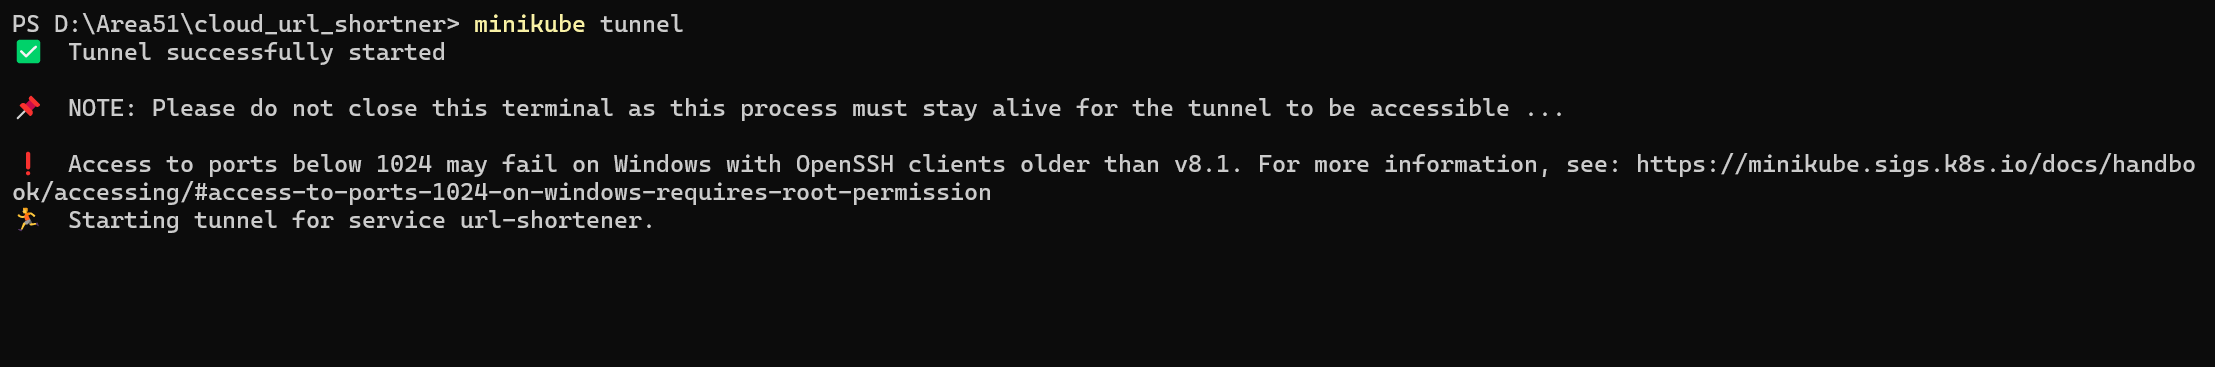 PS D:\Area51\cloud_url_shortner> minikube tunnel
✅  Tunnel successfully started
📌  NOTE: Please do not close this terminal as this process must stay alive for the tunnel to be accessible ...
❗  Access to ports below 1024 may fail on Windows with OpenSSH clients older than v8.1. For more information, see: https://minikube.sigs.k8s.io/docs/handbo
ok/accessing/#access-to-ports-1024-on-windows-requires-root-permission
🏃  Starting tunnel for service url-shortener.